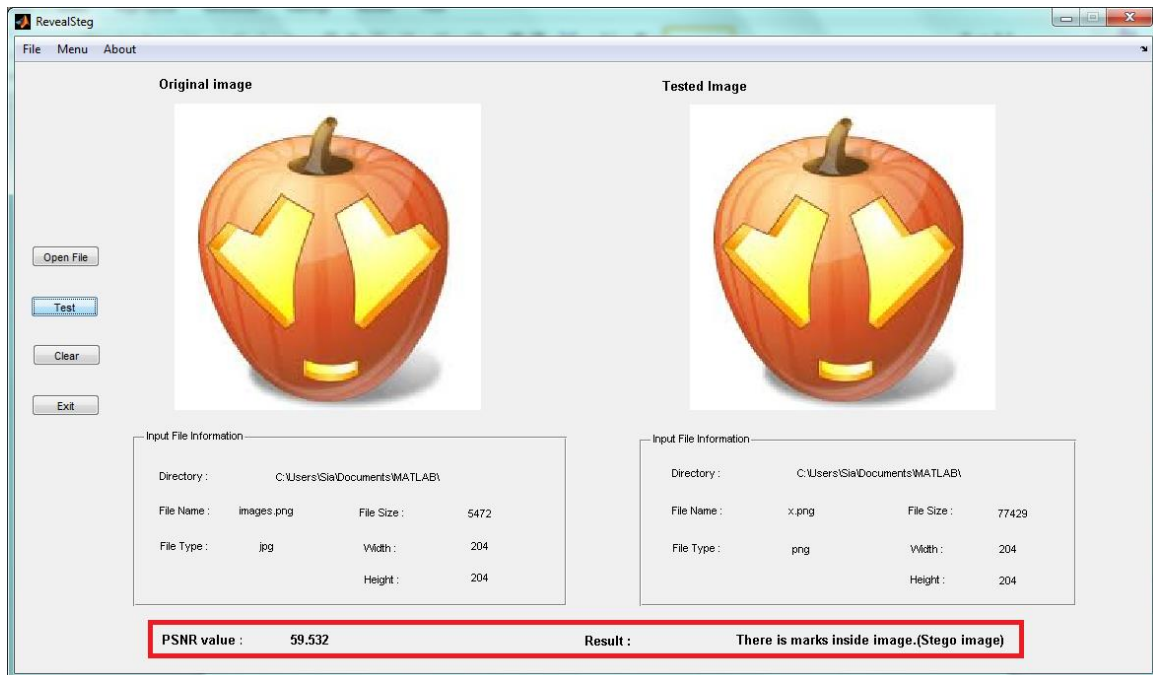 RevealSteg
File Menu About
Original image
Tested Image
Open File
Test
Clear
Exit
Input File Information
Directory : C:\Users\Sia\Documents\MATLAB\
File Name : images.png File Size : 5472
File Type : jpg Width : 204
Height : 204
Input File Information
Directory : C:\Users\Sia\Documents\MATLAB\
File Name : x.png File Size : 77429
File Type : png Width : 204
Height : 204
PSNR value : 59.532 Result : There is marks inside image.(Stego image)